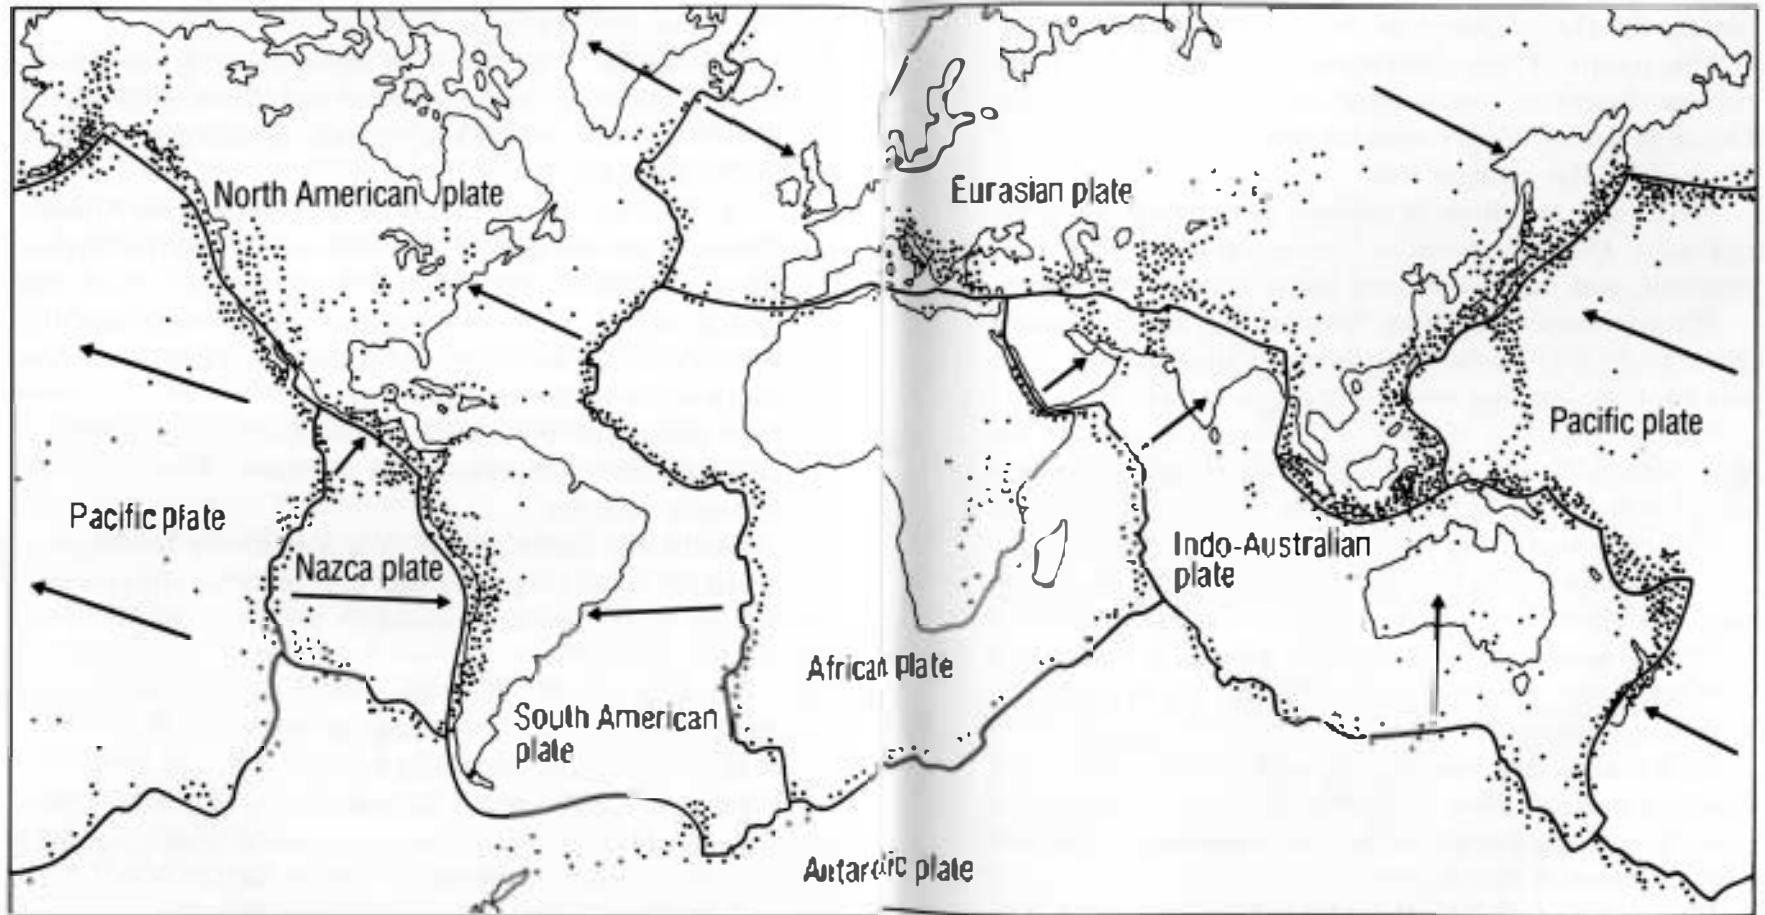 North American plate
Eurasian plate
Pacific plate
Pacific plate
Nazca plate
Indo-Australian
plate
African plate
South American
plate
Antarctic plate